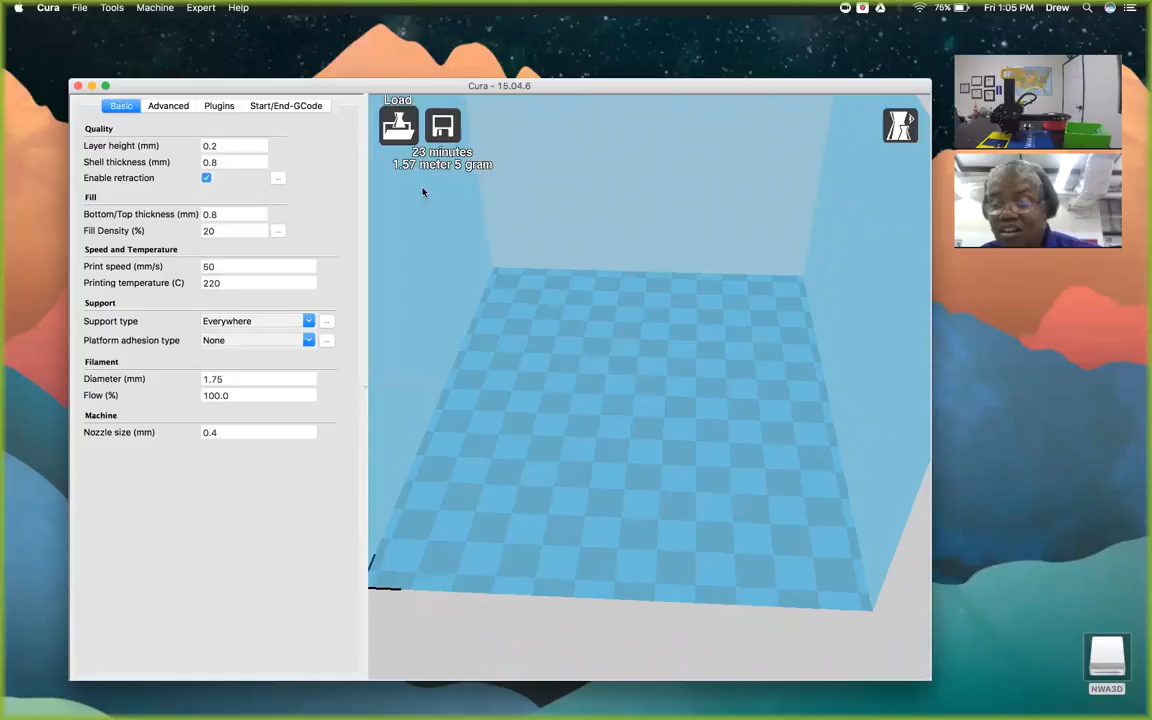 Cura File Tools Machine Expert Help
75% Fri 1:05 PM Drew
Cura - 15.04.6
Basic Advanced Plugins Start/End-GCode
Quality
Layer height (mm) 0.2
Shell thickness (mm) 0.8
Enable retraction ...
Fill
Bottom/Top thickness (mm) 0.8
Fill Density (%) 20 ...
Speed and Temperature
Print speed (mm/s) 50
Printing temperature (C) 220
Support
Support type Everywhere ...
Platform adhesion type None ...
Filament
Diameter (mm) 1.75
Flow (%) 100.0
Machine
Nozzle size (mm) 0.4
Load
23 minutes
1.57 meter 5 gram
NWA3D